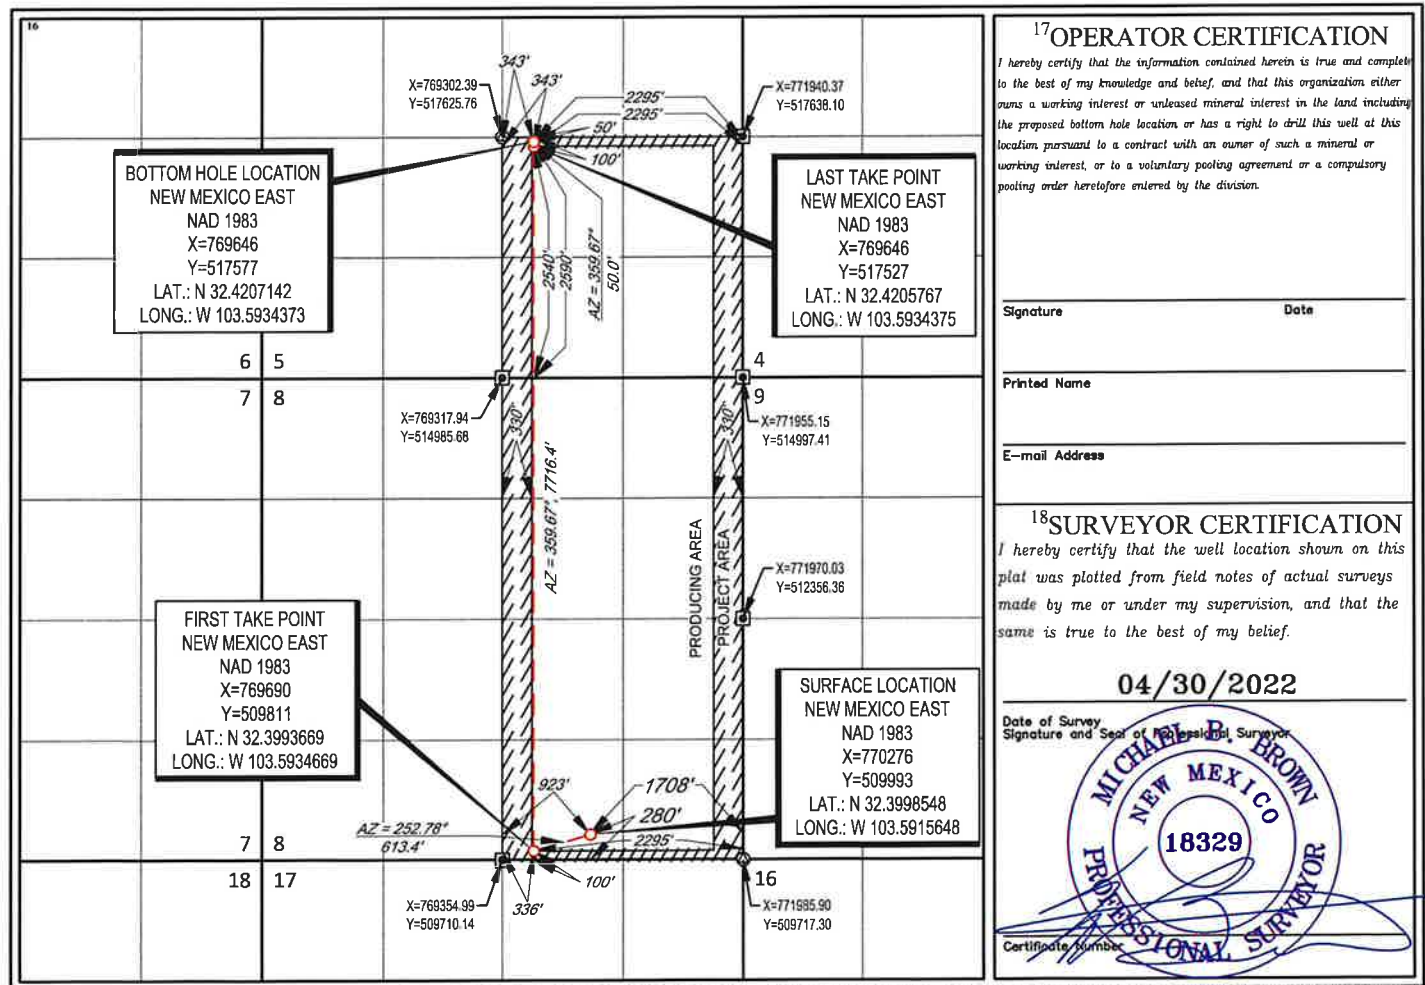 16
343'
343'
X=769302.39
Y=517625.76
2295'
2295'
X=771940.37
Y=517638.10
50'
100'
BOTTOM HOLE LOCATION
NEW MEXICO EAST
NAD 1983
X=769646
Y=517577
LAT.: N 32.4207142
LONG.: W 103.5934373
LAST TAKE POINT
NEW MEXICO EAST
NAD 1983
X=769646
Y=517527
LAT.: N 32.4205767
LONG.: W 103.5934375
2540'
2590'
AZ = 359.67°
50.0'
6 5
4
7 8
9
X=769317.94
Y=514985.68
330'
330'
X=771955.15
Y=514997.41
AZ = 359.67°, 7716.4'
PRODUCING AREA
PROJECT AREA
X=771970.03
Y=512356.36
FIRST TAKE POINT
NEW MEXICO EAST
NAD 1983
X=769690
Y=509811
LAT.: N 32.3993669
LONG.: W 103.5934669
SURFACE LOCATION
NEW MEXICO EAST
NAD 1983
X=770276
Y=509993
LAT.: N 32.3998548
LONG.: W 103.5915648
923'
1708'
280'
AZ = 252.78°
613.4'
2295'
7 8
18 17
16
100'
336'
X=769354.99
Y=509710.14
X=771985.90
Y=509717.30
17OPERATOR CERTIFICATION
I hereby certify that the information contained herein is true and complete
to the best of my knowledge and belief, and that this organization either
owns a working interest or unleased mineral interest in the land including
the proposed bottom hole location or has a right to drill this well at this
location pursuant to a contract with an owner of such a mineral or
working interest, or to a voluntary pooling agreement or a compulsory
pooling order heretofore entered by the division.
Signature Date
Printed Name
E-mail Address
18SURVEYOR CERTIFICATION
I hereby certify that the well location shown on this
plat was plotted from field notes of actual surveys
made by me or under my supervision, and that the
same is true to the best of my belief.
04/30/2022
Date of Survey
Signature and Seal of Professional Surveyor
MICHAEL B. BROWN
NEW MEXICO
18329
PROFESSIONAL SURVEYOR
Certificate Number